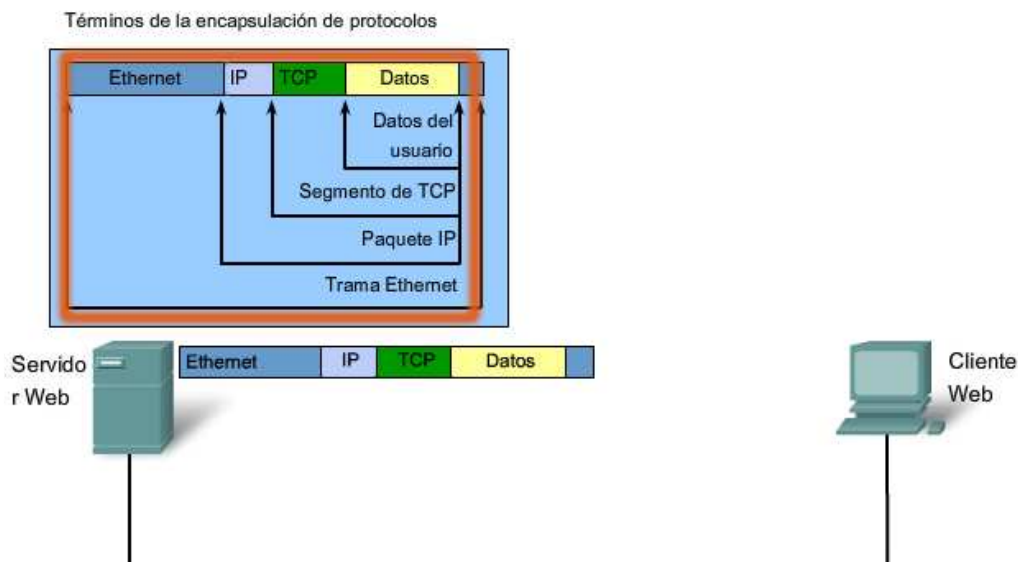 Términos de la encapsulación de protocolos
Ethernet IP TCP Datos
Datos del
usuario
Segmento de TCP
Paquete IP
Trama Ethernet
Servido
r Web
Ethernet IP TCP Datos
Cliente
Web